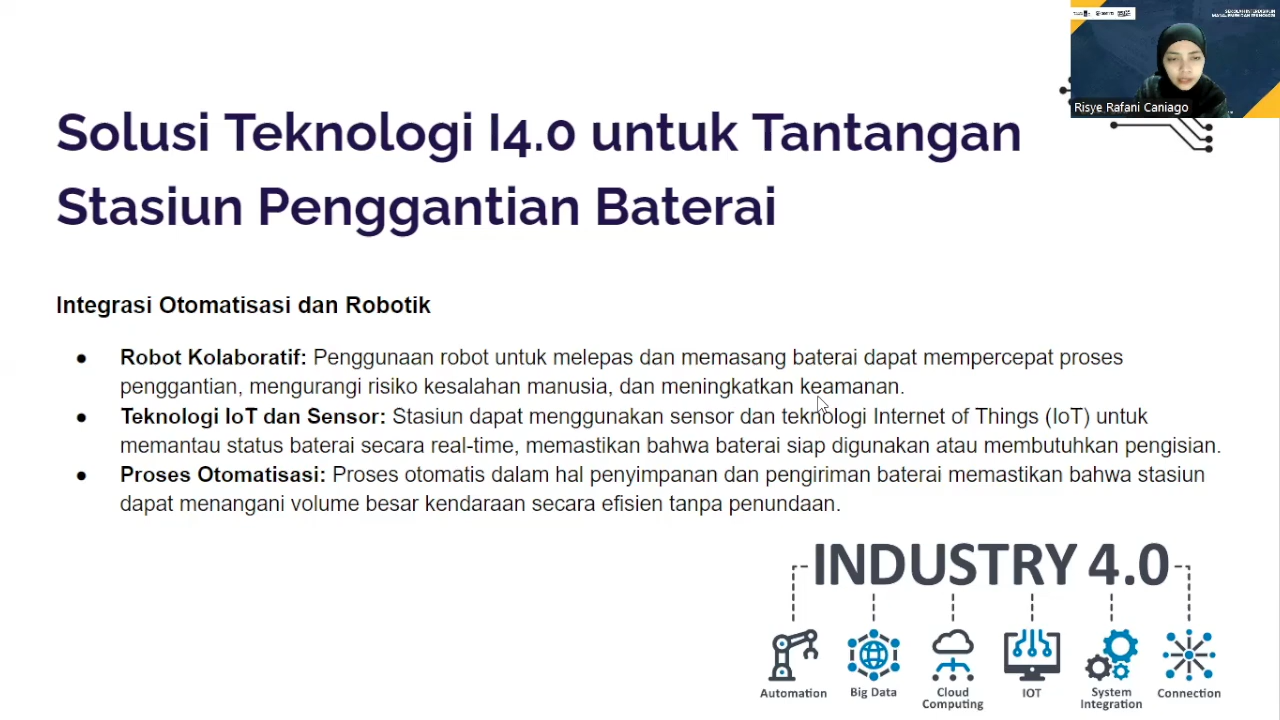 SEKOLAH INTERDISIPLIN
MANAJEMEN DAN TEKNOLOGI
Risye Rafani Caniago
Solusi Teknologi I4.0 untuk Tantangan
Stasiun Penggantian Baterai
Integrasi Otomatisasi dan Robotik
● Robot Kolaboratif: Penggunaan robot untuk melepas dan memasang baterai dapat mempercepat proses
penggantian, mengurangi risiko kesalahan manusia, dan meningkatkan keamanan.
● Teknologi IoT dan Sensor: Stasiun dapat menggunakan sensor dan teknologi Internet of Things (IoT) untuk
memantau status baterai secara real-time, memastikan bahwa baterai siap digunakan atau membutuhkan pengisian.
● Proses Otomatisasi: Proses otomatis dalam hal penyimpanan dan pengiriman baterai memastikan bahwa stasiun
dapat menangani volume besar kendaraan secara efisien tanpa penundaan.
INDUSTRY 4.0
Automation
Big Data
Cloud
Computing
IOT
System
Integration
Connection